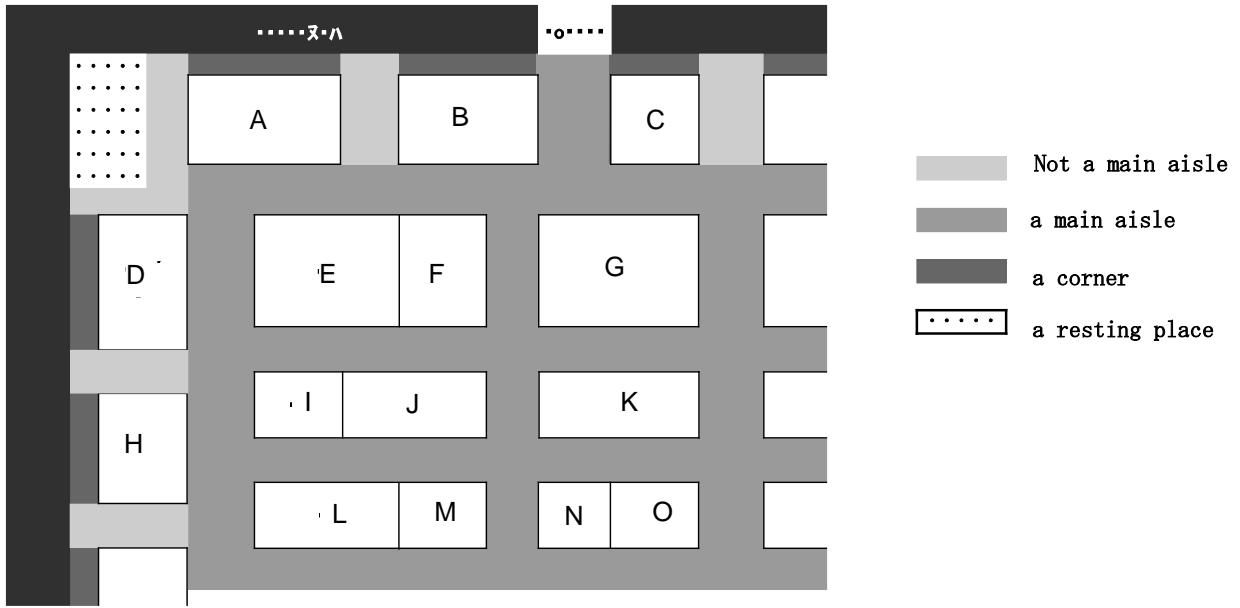 A
B
C
D
E
F
G
H
I
J
K
L
M
N
O
Not a main aisle
a main aisle
a corner
a resting place